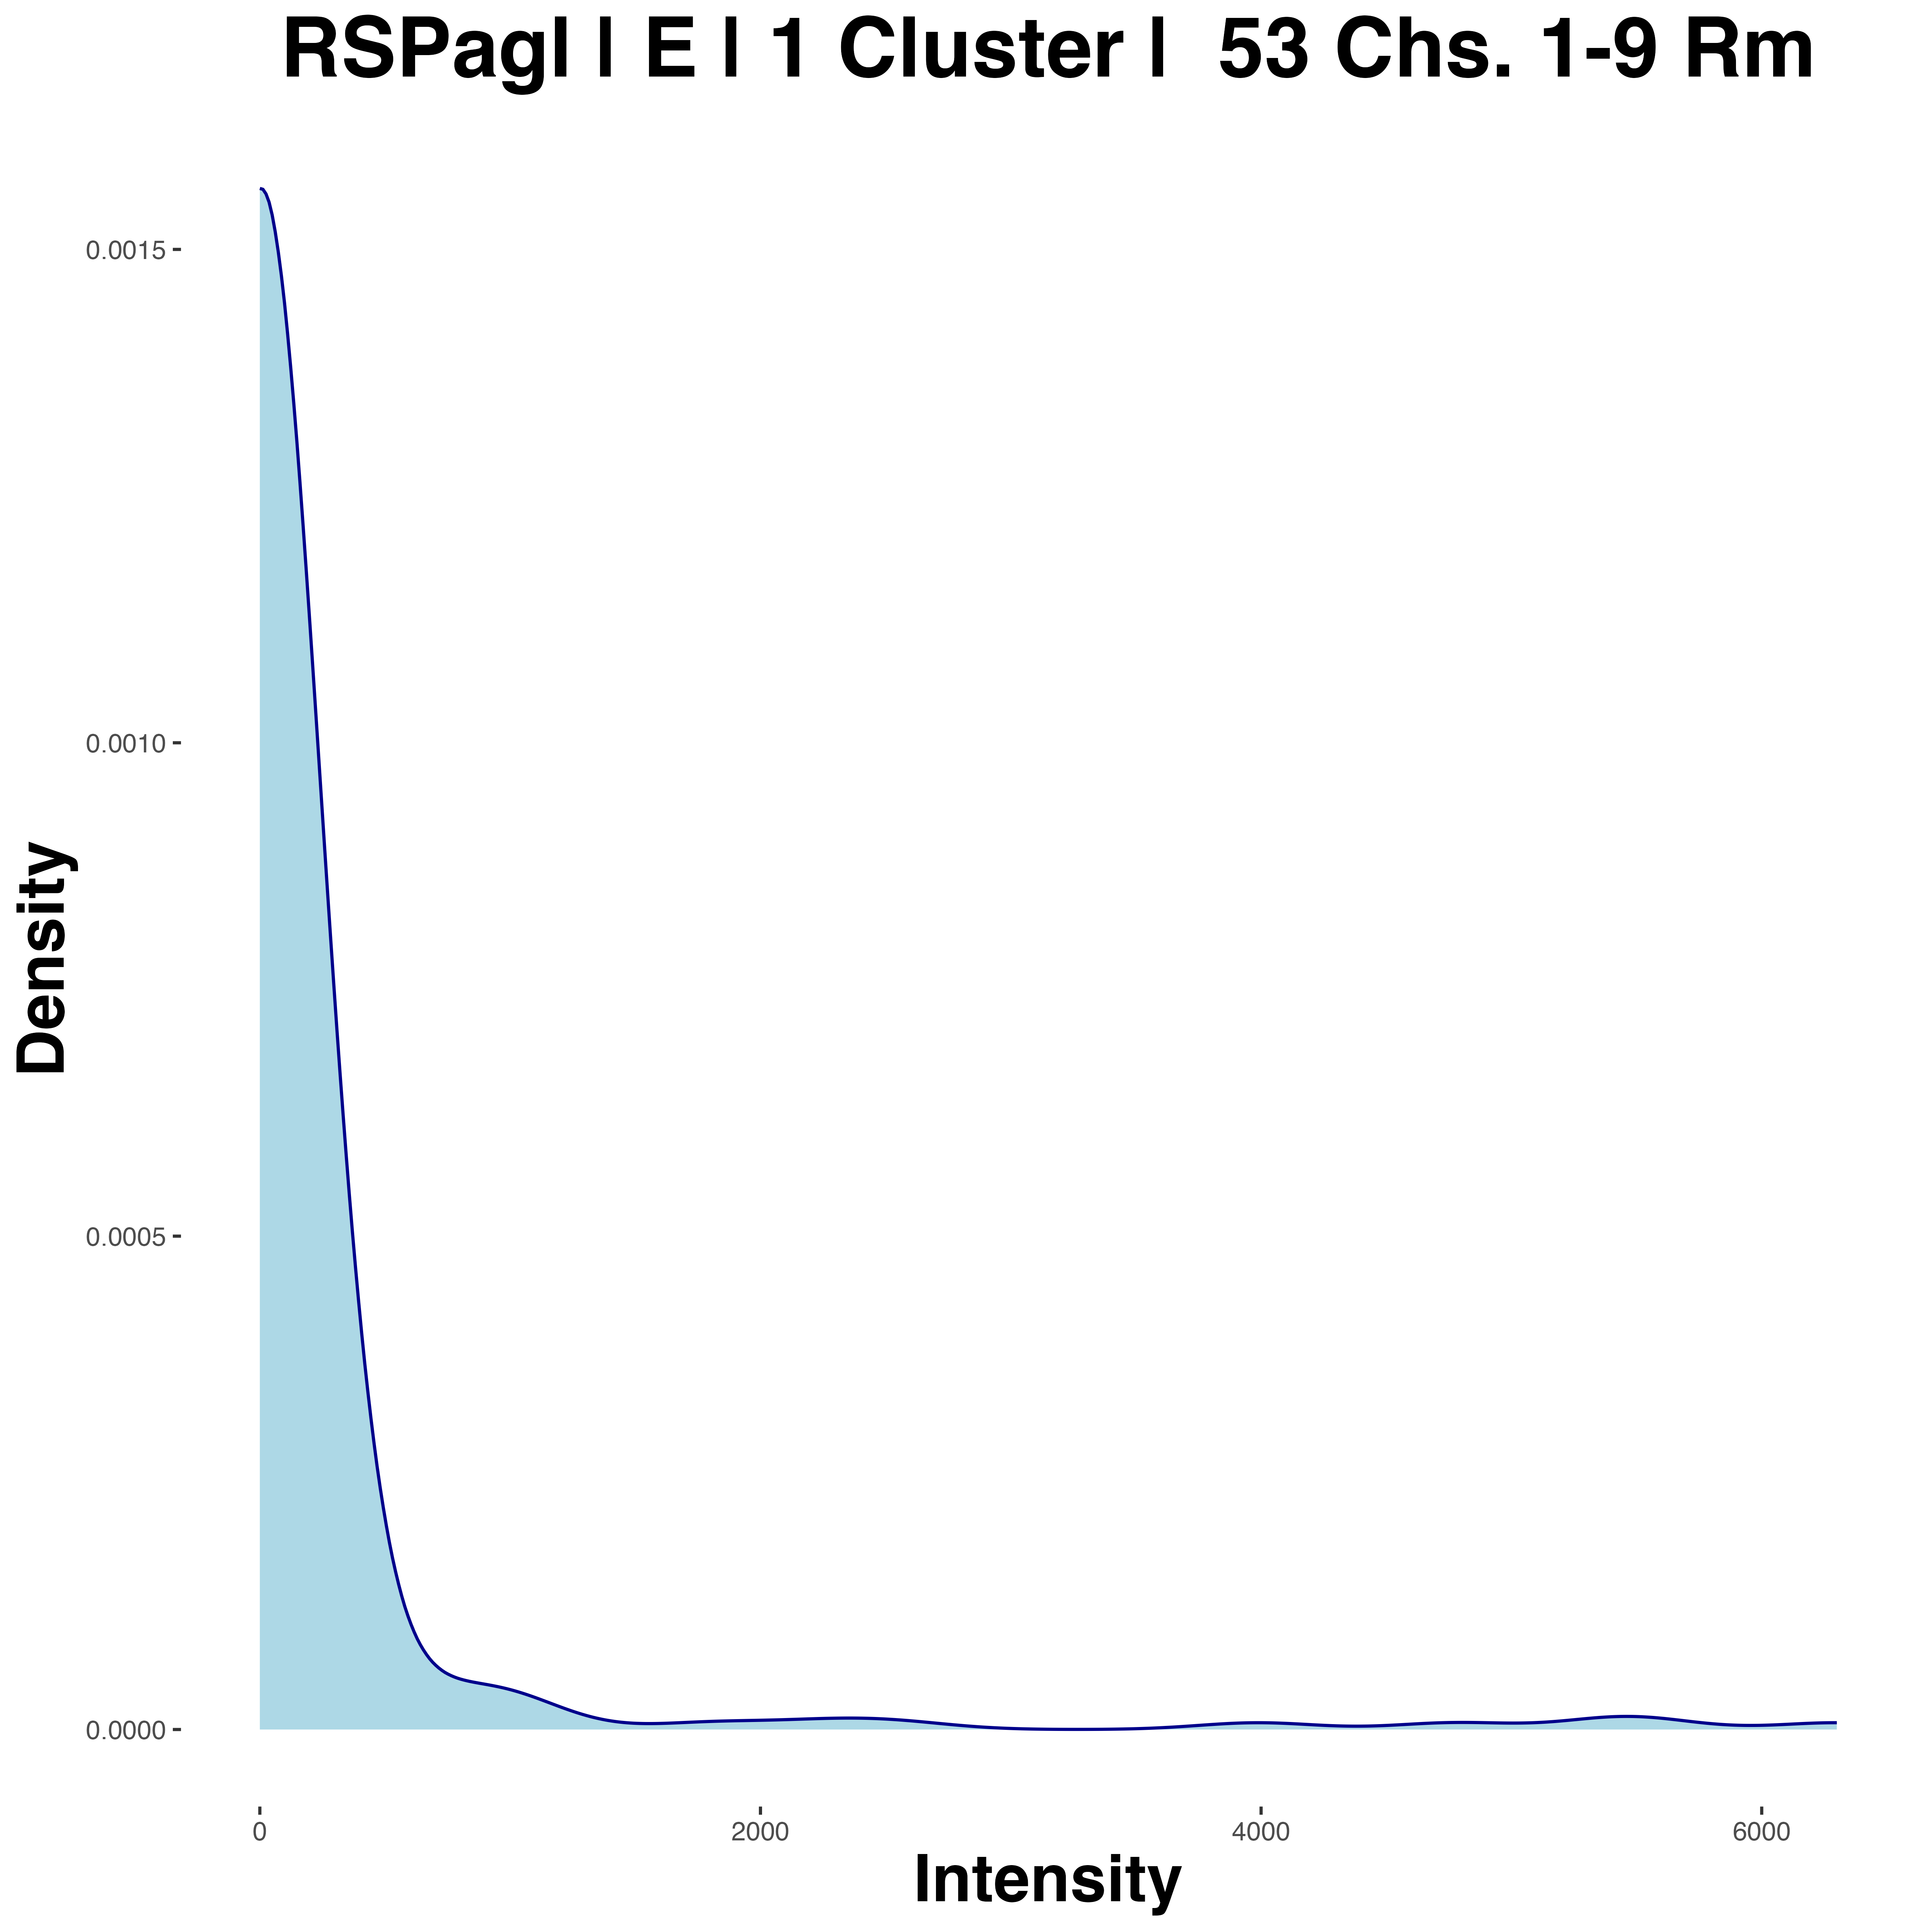 RSPagl | E | 1 Cluster |  53 Chs. 1-9 Rm
0.0015
0.0010
0.0005
0.0000
Density
0
2000
4000
6000
Intensity